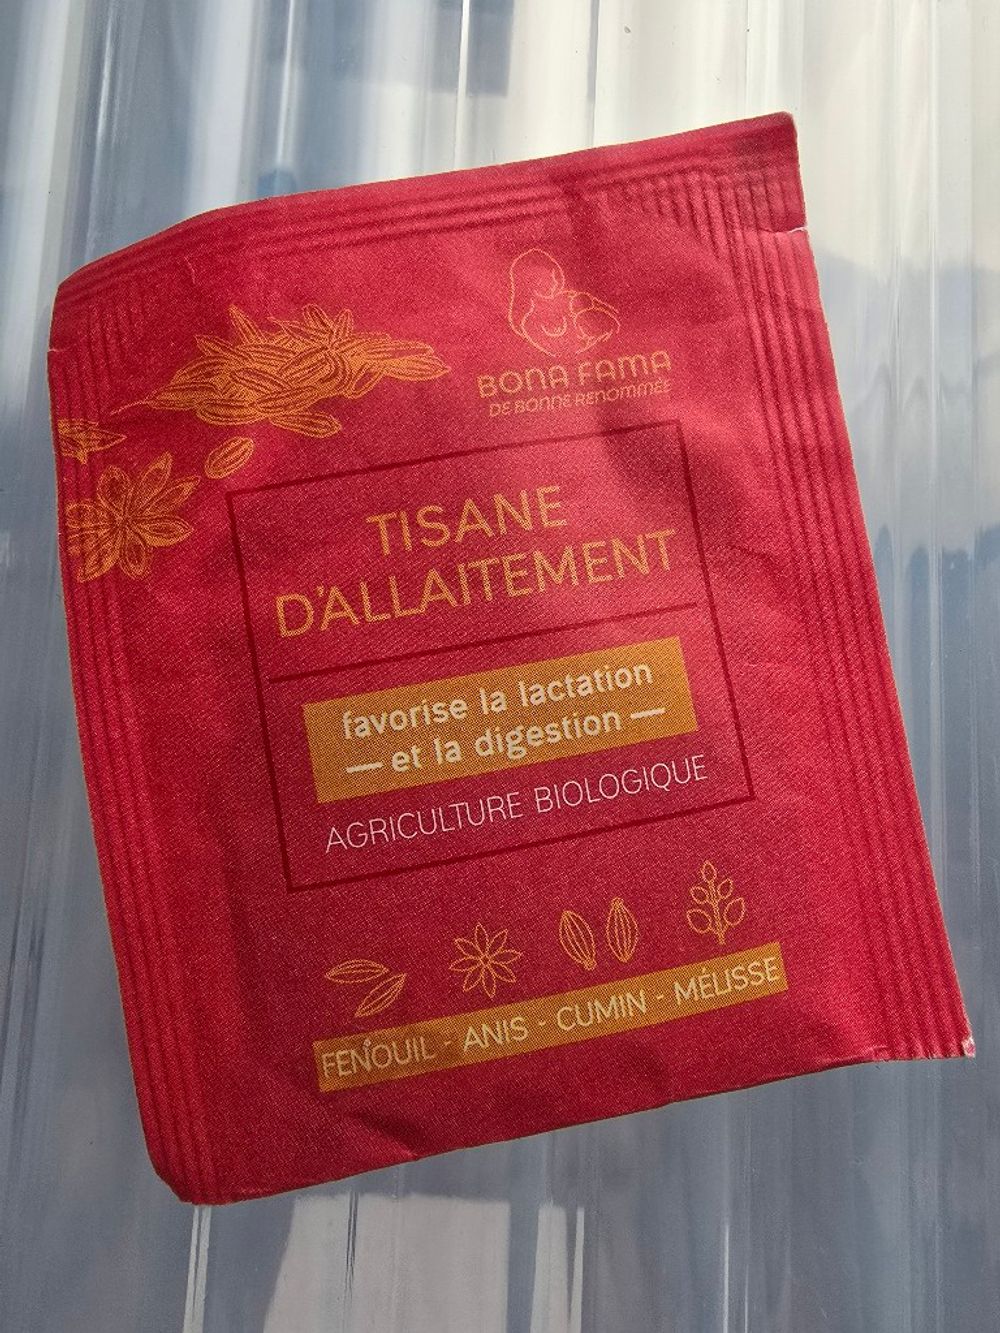 BONA FAMA
DE BONNE RENOMMÉE
TISANE
D'ALLAITEMENT
favorise la lactation
— et la digestion —
AGRICULTURE BIOLOGIQUE
FENOUIL - ANIS - CUMIN - MÉLISSE